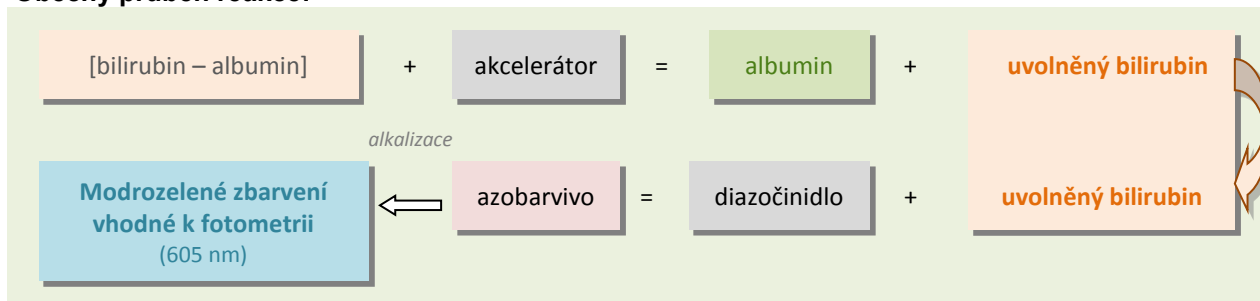 Obecný průběh reakce:
[bilirubin – albumin] + akcelerátor = albumin + uvolněný bilirubin
alkalizace
Modrozelené zbarvení
vhodné k fotometrii
(605 nm)
azobarvivo = diazočinidlo + uvolněný bilirubin